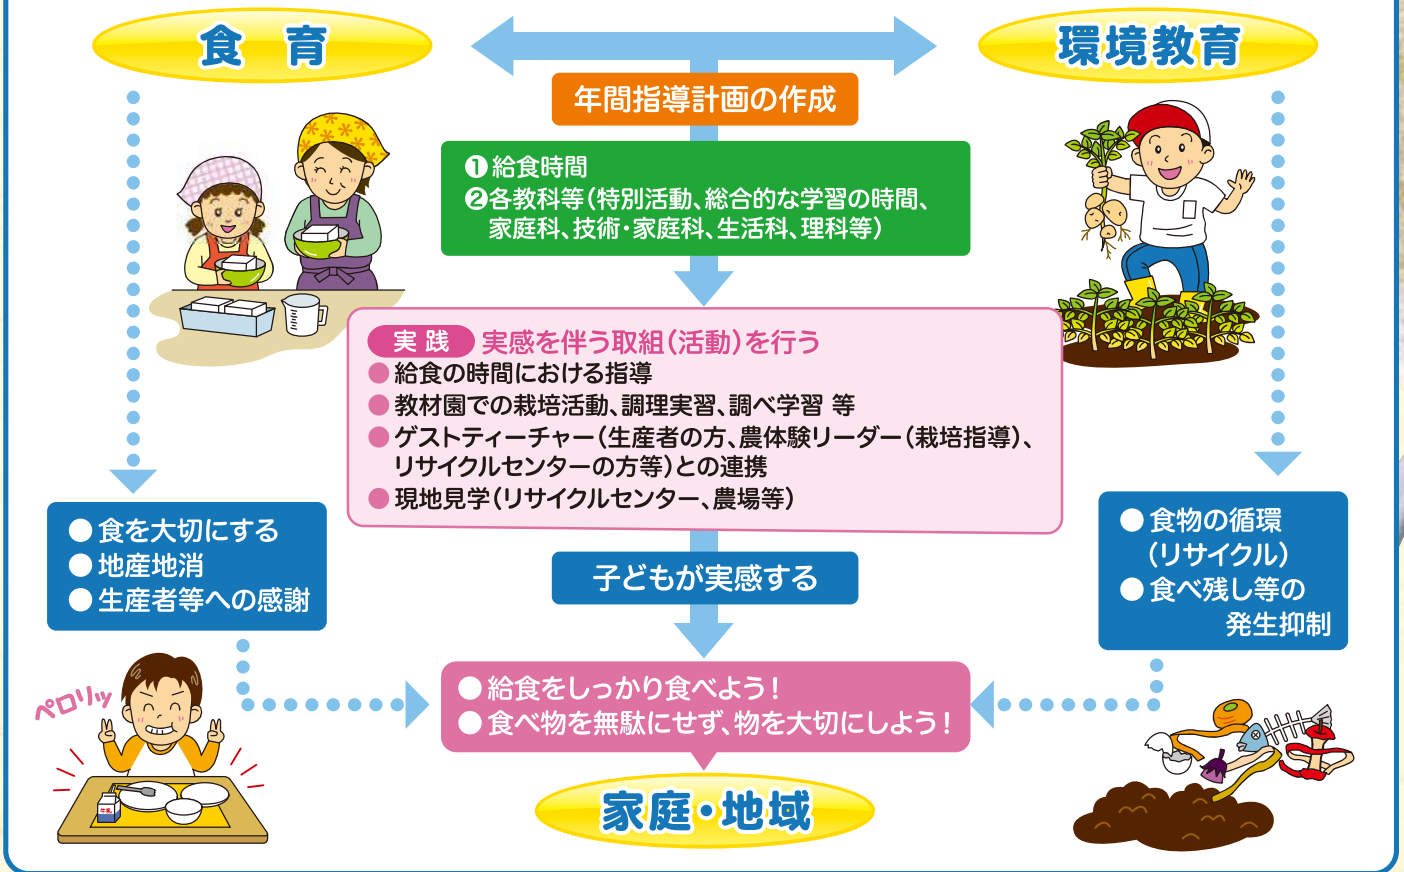 食　育
環境教育
年間指導計画の作成
❶給食時間
❷各教科等（特別活動、総合的な学習の時間、
家庭科、技術・家庭科、生活科、理科等）
実 践　実感を伴う取組（活動）を行う
●給食の時間における指導
●教材園での栽培活動、調理実習、調べ学習 等
●ゲストティーチャー（生産者の方、農体験リーダー（栽培指導）、
リサイクルセンターの方等）との連携
●現地見学（リサイクルセンター、農場等）
●食を大切にする
●地産地消
●生産者等への感謝
子どもが実感する
●食物の循環
（リサイクル）
●食べ残し等の
発生抑制
ペロリッ
牛乳
●給食をしっかり食べよう！
●食べ物を無駄にせず、物を大切にしよう！
家庭・地域